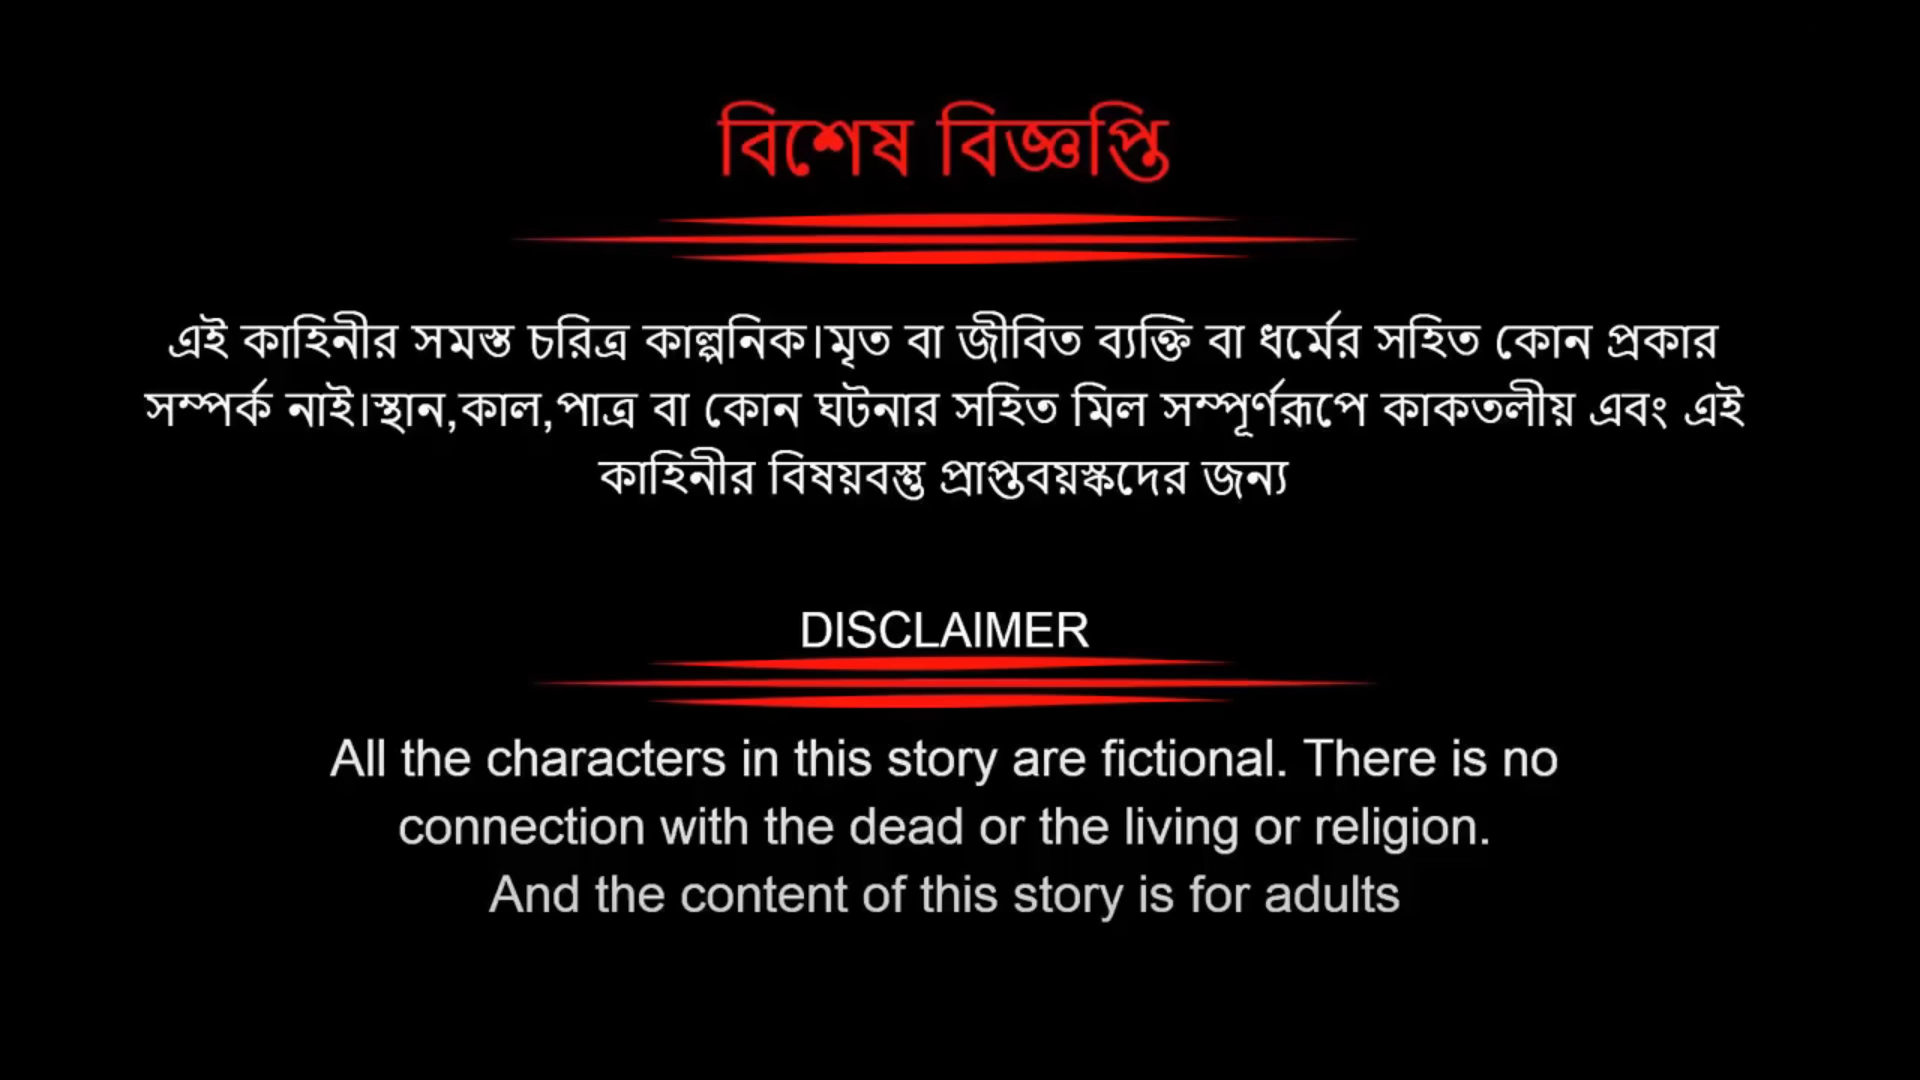 বিশেষ বিজ্ঞপ্তি
এই কাহিনীর সমস্ত চরিত্র কাল্পনিক।মৃত বা জীবিত ব্যক্তি বা ধর্মের সহিত কোন প্রকার
সম্পর্ক নাই।স্থান,কাল,পাত্র বা কোন ঘটনার সহিত মিল সম্পূর্ণরূপে কাকতলীয় এবং এই
কাহিনীর বিষয়বস্তু প্রাপ্তবয়স্কদের জন্য
DISCLAIMER
All the characters in this story are fictional. There is no
connection with the dead or the living or religion.
And the content of this story is for adults